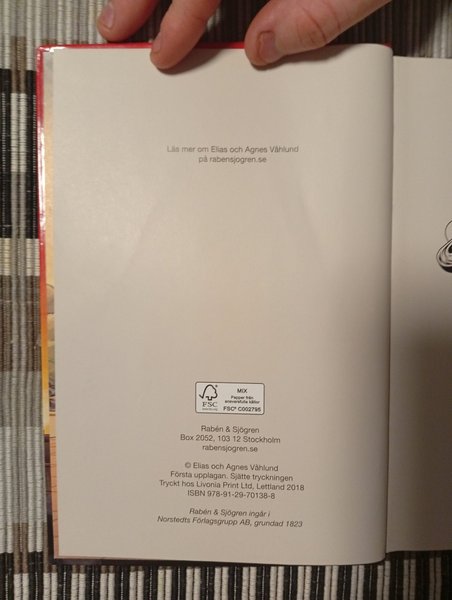 Läs mer om Elias och Agnes Våhlund
på rabensjogren.se
FSC
MIX
Papper från
ansvarsfulla källor
FSC® C002795
Rabén & Sjögren
Box 2052, 103 12 Stockholm
rabensjogren.se
© Elias och Agnes Våhlund
Första upplagan. Sjätte tryckningen
Tryckt hos Livonia Print Ltd, Lettland 2018
ISBN 978-91-29-70138-8
Rabén & Sjögren ingår i
Norstedts Förlagsgrupp AB, grundad 1823